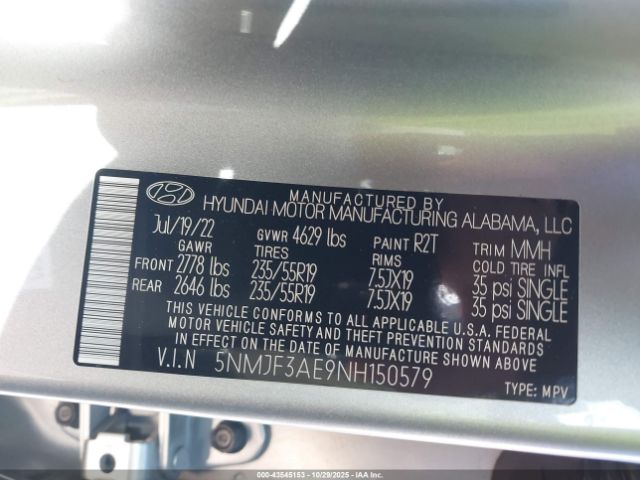 MANUFACTURED BY
HYUNDAI MOTOR MANUFACTURING ALABAMA, LLC
Jul/19/22 GVWR 4629 lbs PAINT R2T TRIM MMH
GAWR TIRES RIMS COLD TIRE INFL
FRONT 2778 lbs 235/55R19 7.5JX19 35 psi SINGLE
REAR 2646 lbs 235/55R19 7.5JX19 35 psi SINGLE
THIS VEHICLE CONFORMS TO ALL APPLICABLE U.S.A. FEDERAL
MOTOR VEHICLE SAFETY AND THEFT PREVENTION STANDARDS
IN EFFECT ON THE DATE OF MANUFACTURE SHOWN ABOVE.
V.I.N 5NMJF3AE9NH150579
TYPE: MPV
000-43545153 10/29/2025 IAAI.COM